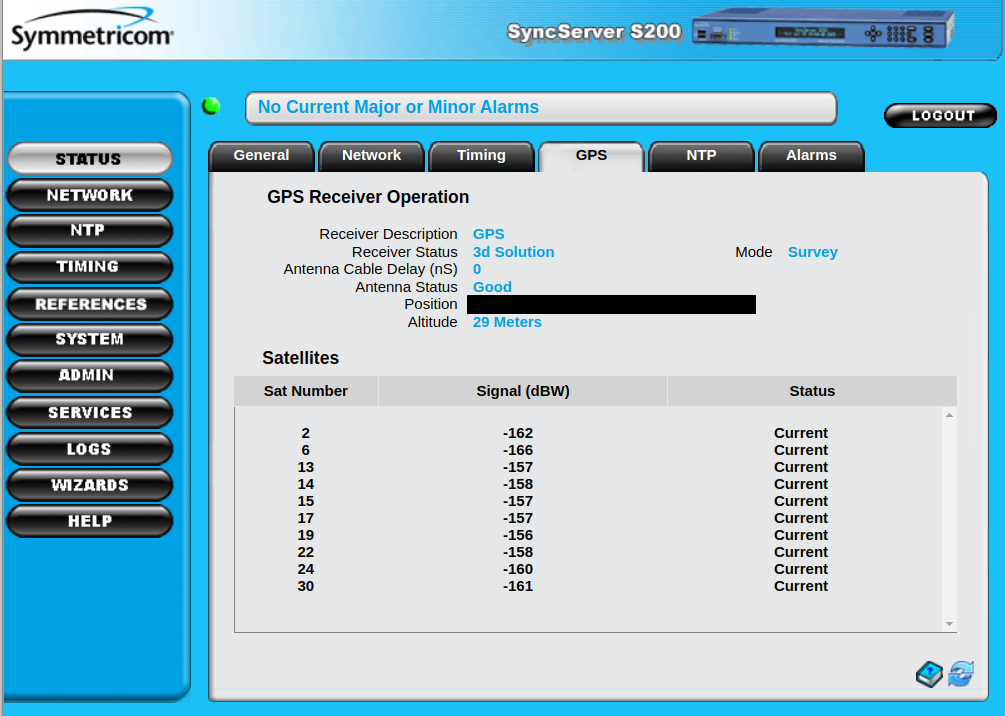 Symmetricom®
SyncServer S200
No Current Major or Minor Alarms
LOGOUT
STATUS
NETWORK
NTP
TIMING
REFERENCES
SYSTEM
ADMIN
SERVICES
LOGS
WIZARDS
HELP
General Network Timing GPS NTP Alarms
GPS Receiver Operation
Receiver Description GPS
Receiver Status 3d Solution Mode Survey
Antenna Cable Delay (nS) 0
Antenna Status Good
Position
Altitude 29 Meters
Satellites
Sat Number Signal (dBW) Status
2 -162 Current
6 -166 Current
13 -157 Current
14 -158 Current
15 -157 Current
17 -157 Current
19 -156 Current
22 -158 Current
24 -160 Current
30 -161 Current